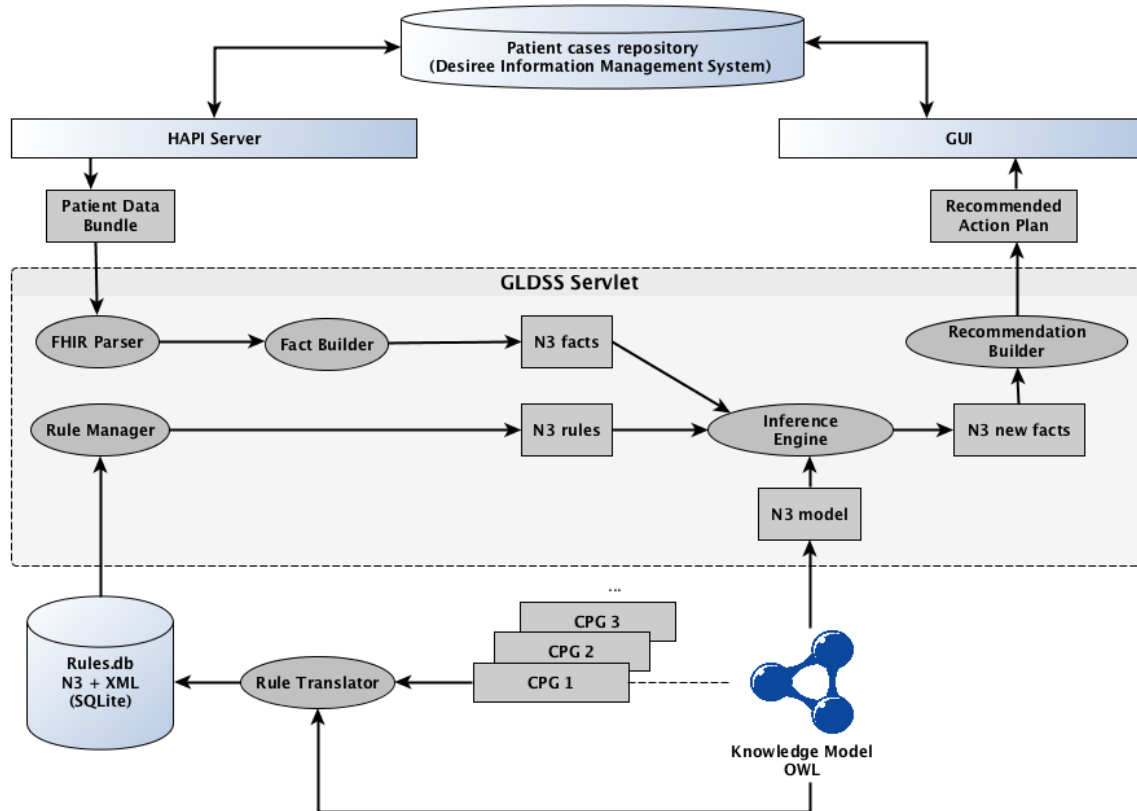 Patient cases repository
(Desiree Information Management System)
HAPI Server
GUI
Patient Data
Bundle
Recommended
Action Plan
GLDSS Servlet
FHIR Parser
Fact Builder
N3 facts
Recommendation
Builder
Rule Manager
N3 rules
Inference
Engine
N3 new facts
N3 model
...
CPG 3
CPG 2
CPG 1
Rules.db
N3 + XML
(SQLite)
Rule Translator
Knowledge Model
OWL